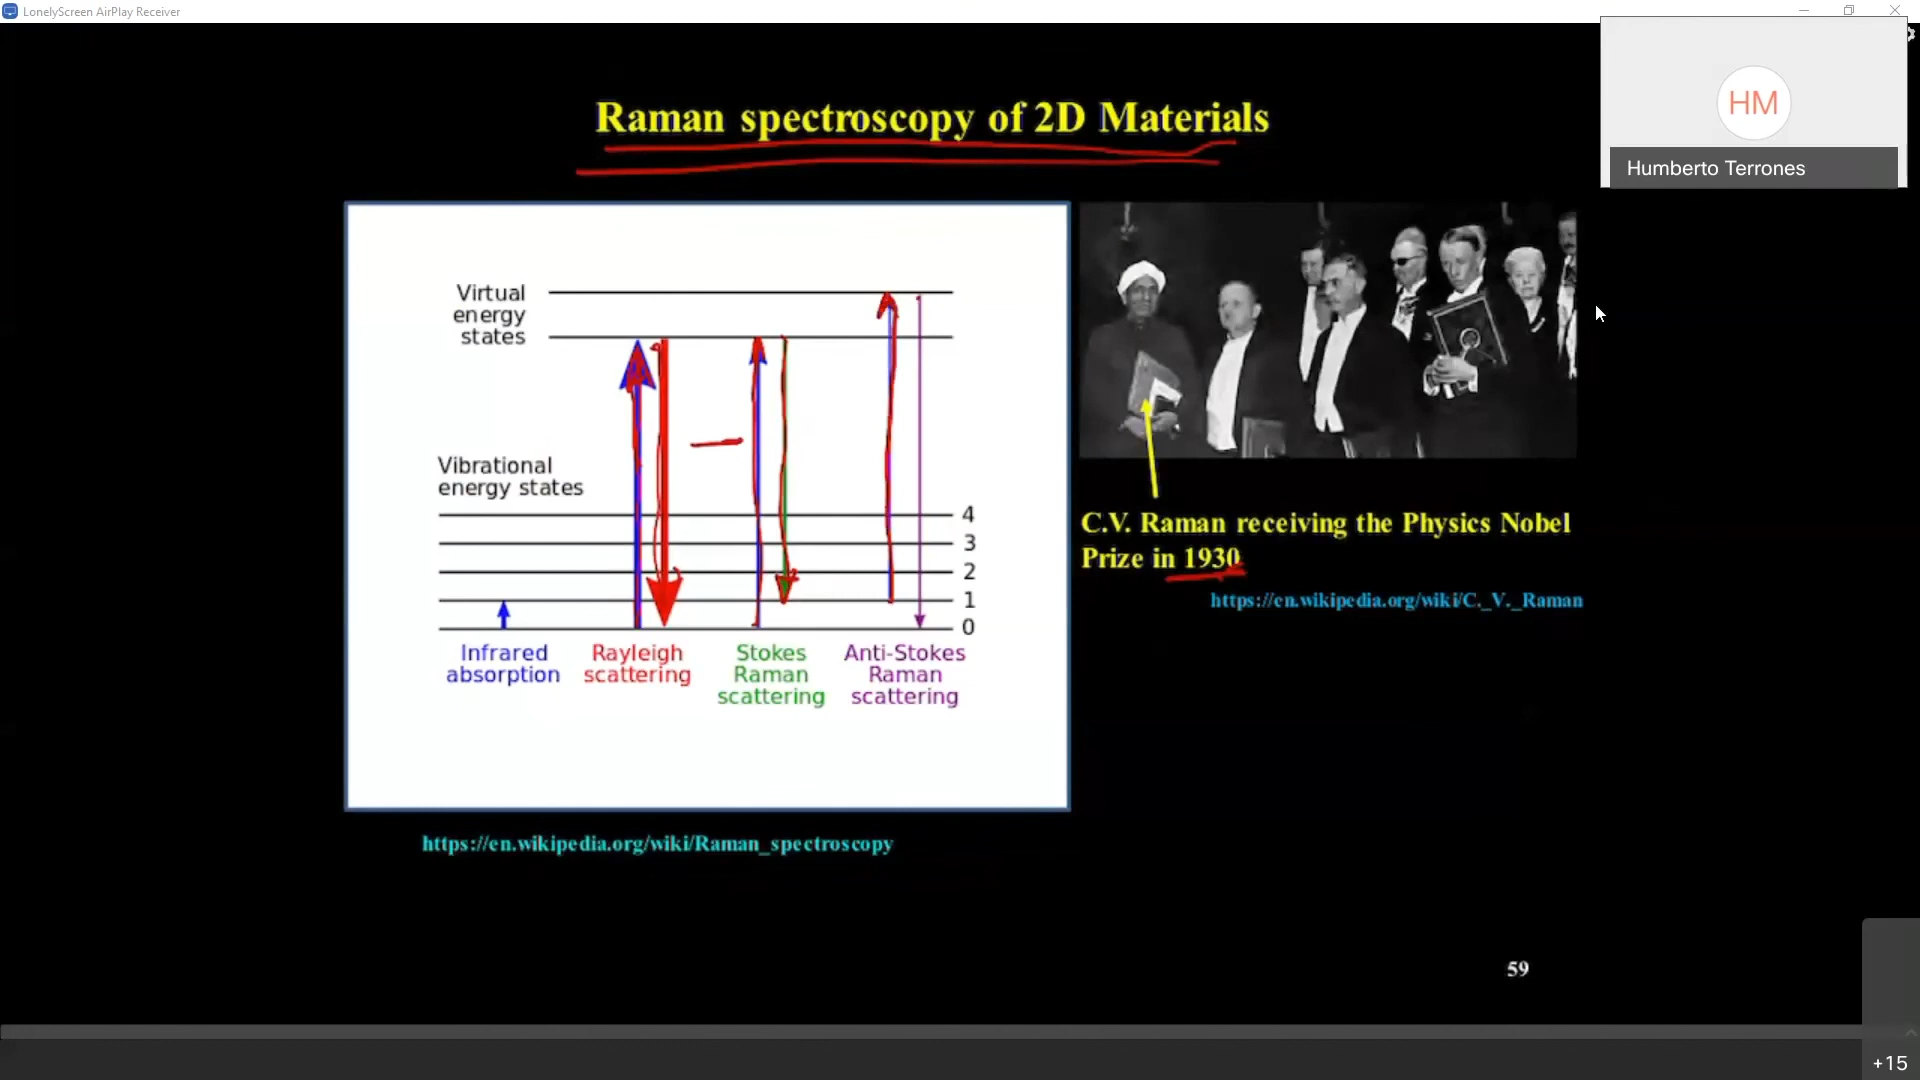 LonelyScreen AirPlay Receiver
HM
Humberto Terrones
Raman spectroscopy of 2D Materials
Virtual
energy
states
Vibrational
energy states
4
3
2
1
0
Infrared
absorption
Rayleigh
scattering
Stokes
Raman
scattering
Anti-Stokes
Raman
scattering
C.V. Raman receiving the Physics Nobel
Prize in 1930
https://en.wikipedia.org/wiki/C._V._Raman
https://en.wikipedia.org/wiki/Raman_spectroscopy
59
+15